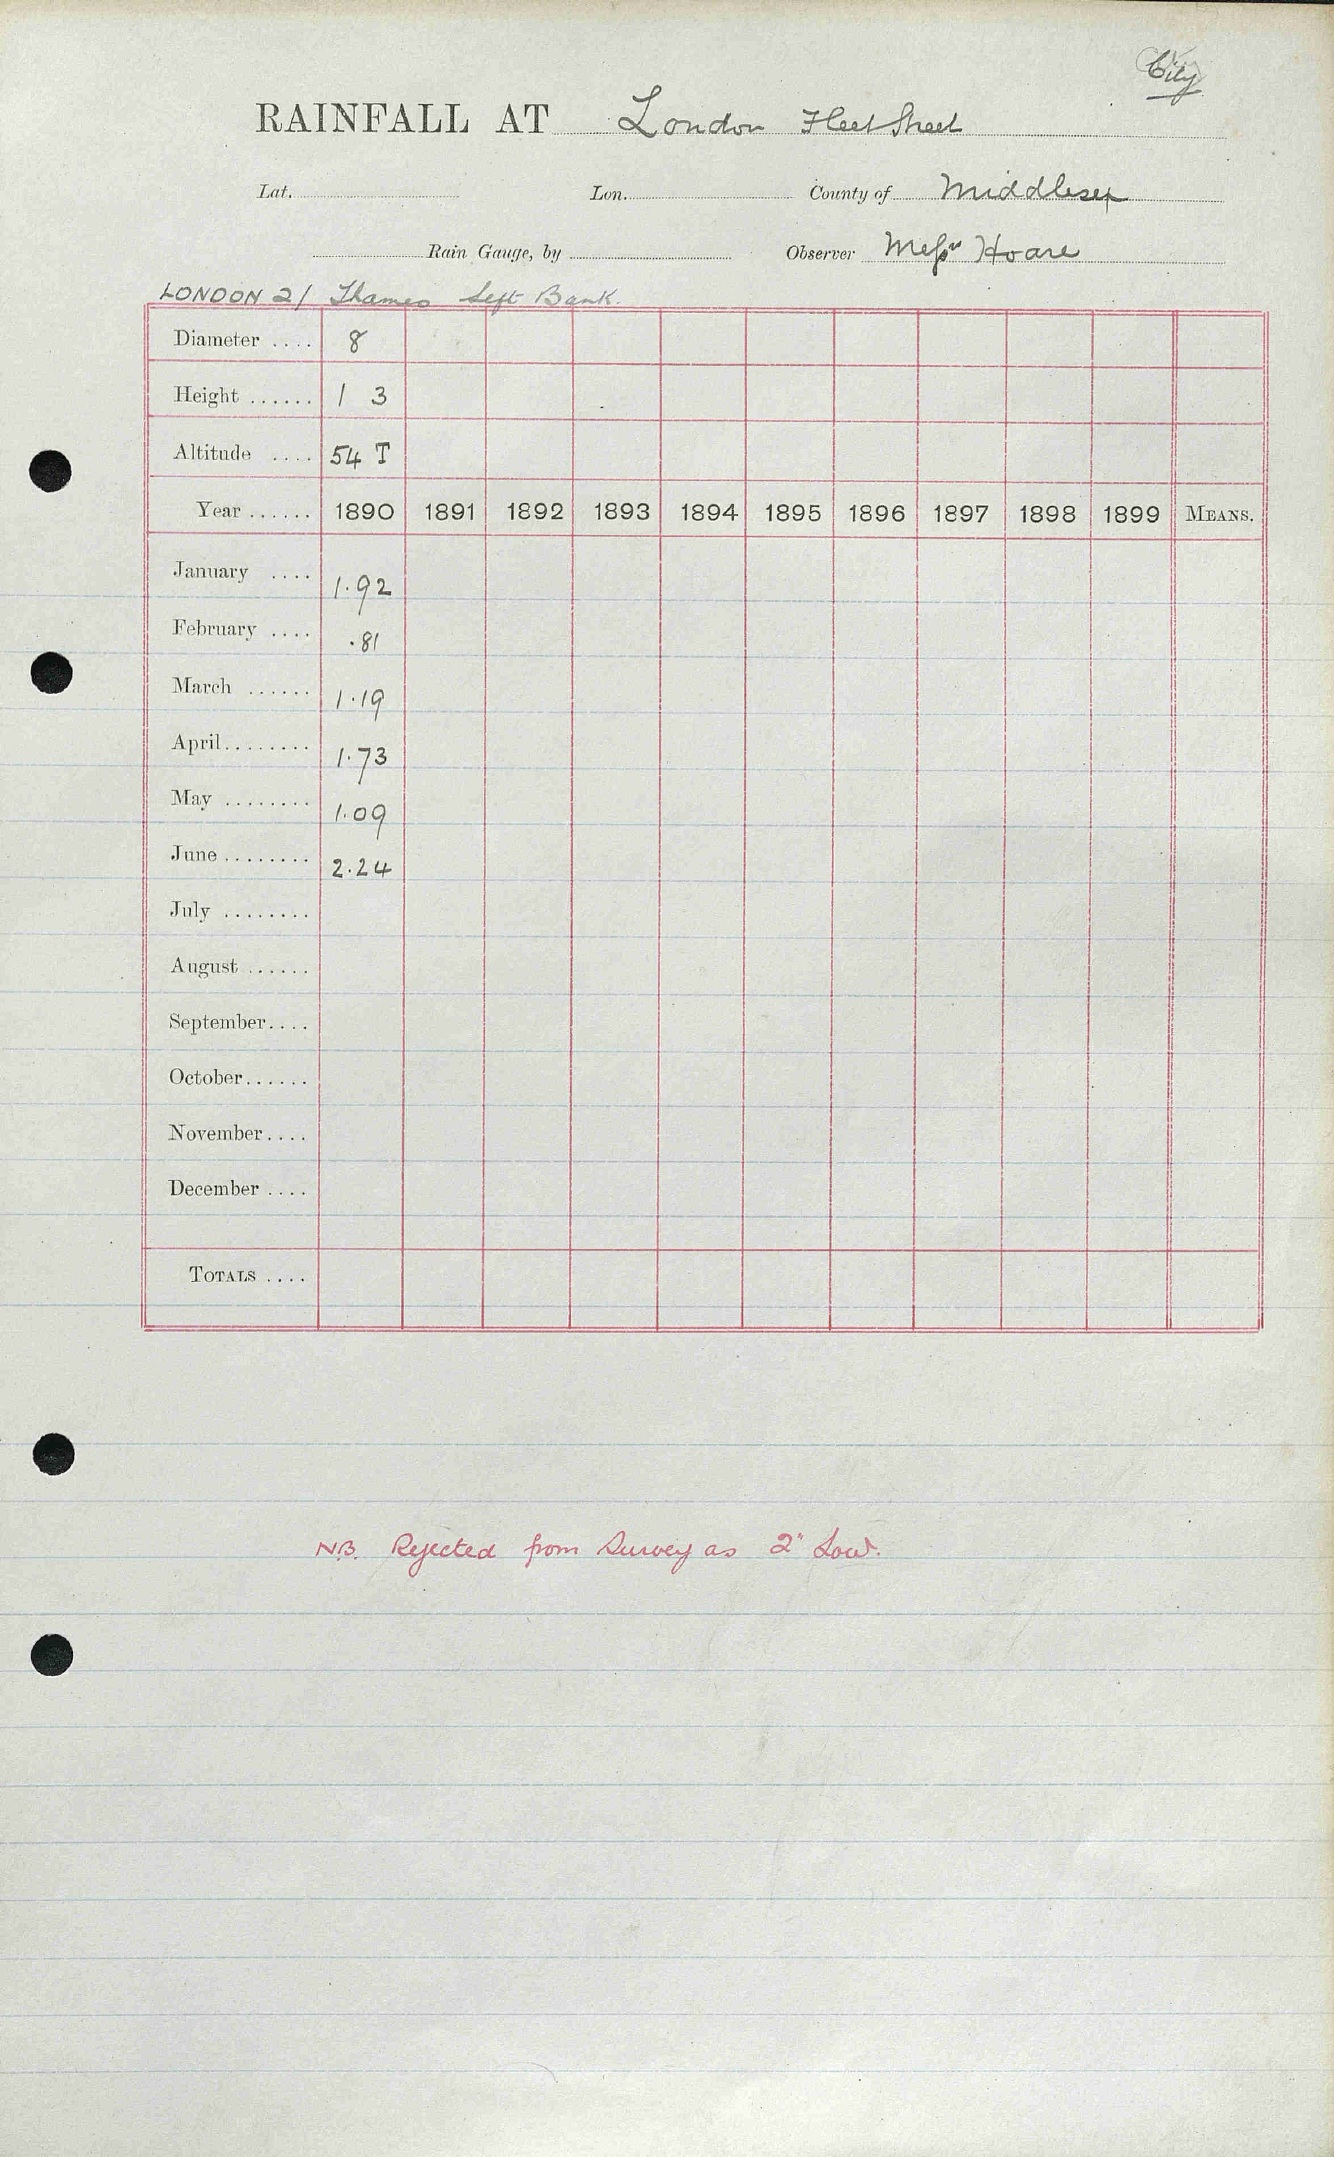 City
RAINFALL AT London Fleet Street
Lat. Lon. County of Middlesex
Rain Gauge, by Observer Messrs Hoare
LONDON 2/ Thames Left Bank.
Diameter .... 8
Height ...... 1 3
Altitude .... 54 T
Year ...... 1890 1891 1892 1893 1894 1895 1896 1897 1898 1899 MEANS.
January .... 1.92
February .... .81
March ...... 1.19
April ........ 1.73
May ........ 1.09
June ........ 2.24
July ........
August ......
September ....
October ......
November ....
December ....
TOTALS ....
N.B. Rejected from Survey as 2" Low.